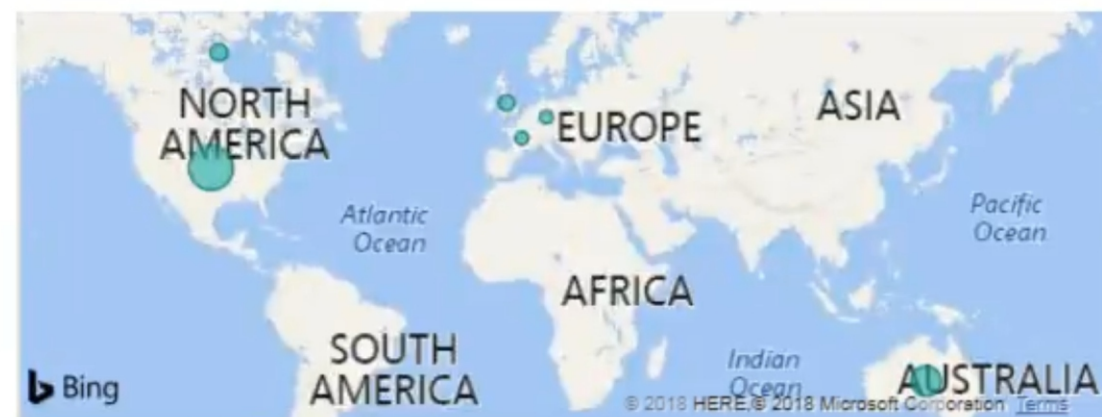 NORTH
AMERICA
EUROPE
ASIA
Atlantic
Ocean
Pacific
Ocean
AFRICA
SOUTH
AMERICA
Indian
Ocean
AUSTRALIA
Bing
© 2018 HERE, © 2018 Microsoft Corporation Terms